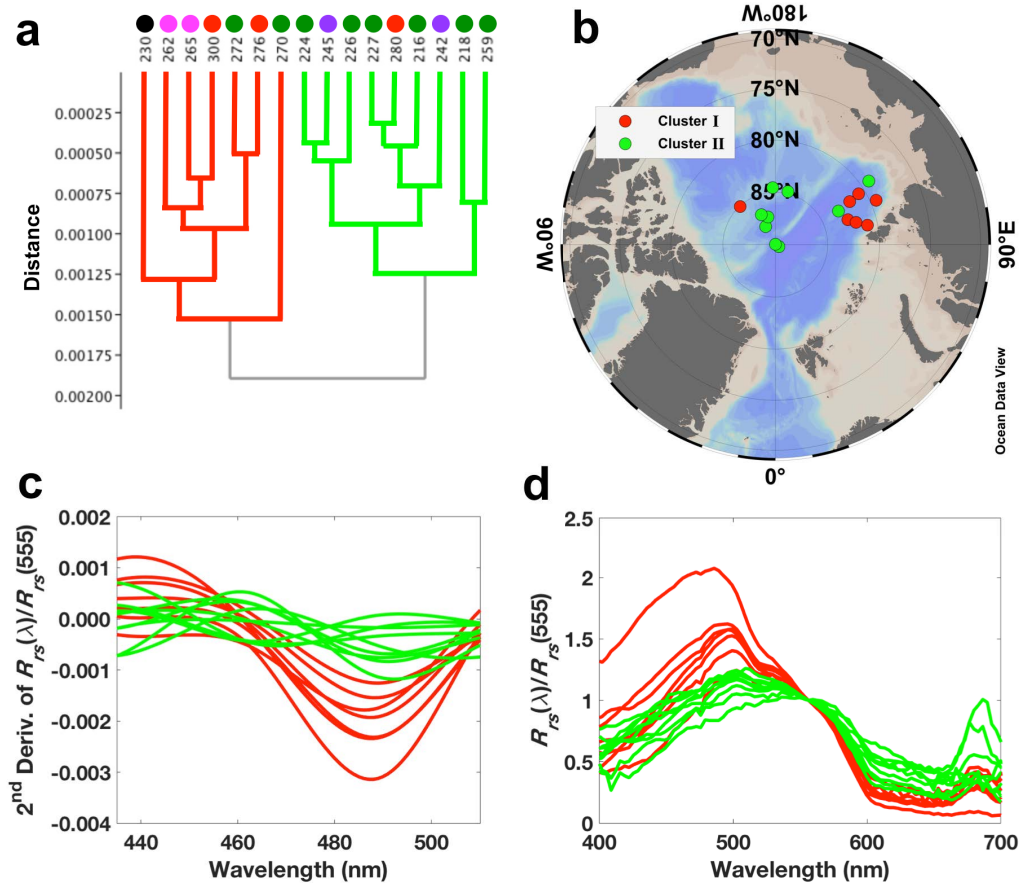 a
230 262 265 300 272 276 270 224 245 226 227 280 216 242 218 259
Distance
0.00025
0.00050
0.00075
0.00100
0.00125
0.00150
0.00175
0.00200
b
180°W
70°N
75°N
80°N
85°N
Cluster I
Cluster II
90°W
90°E
0°
Ocean Data View
c
2nd Deriv. of Rrs(λ)/Rrs(555)
0.002
0.001
0.000
-0.001
-0.002
-0.003
-0.004
440 460 480 500
Wavelength (nm)
d
Rrs(λ)/Rrs(555)
2.5
2
1.5
1
0.5
0
400 500 600 700
Wavelength (nm)